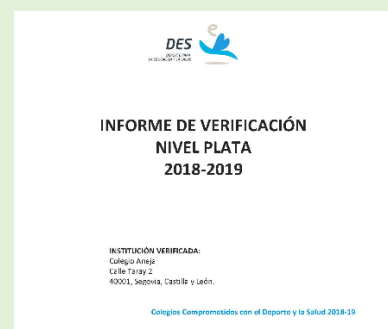 DES
INFORME DE VERIFICACIÓN
NIVEL PLATA
2018-2019
INSTITUCIÓN VERIFICADA:
Colegio Aneja
Calle Taray 2
40001, Segovia, Castilla y León.
Colegios Comprometidos con el Deporte y la Salud 2018-19